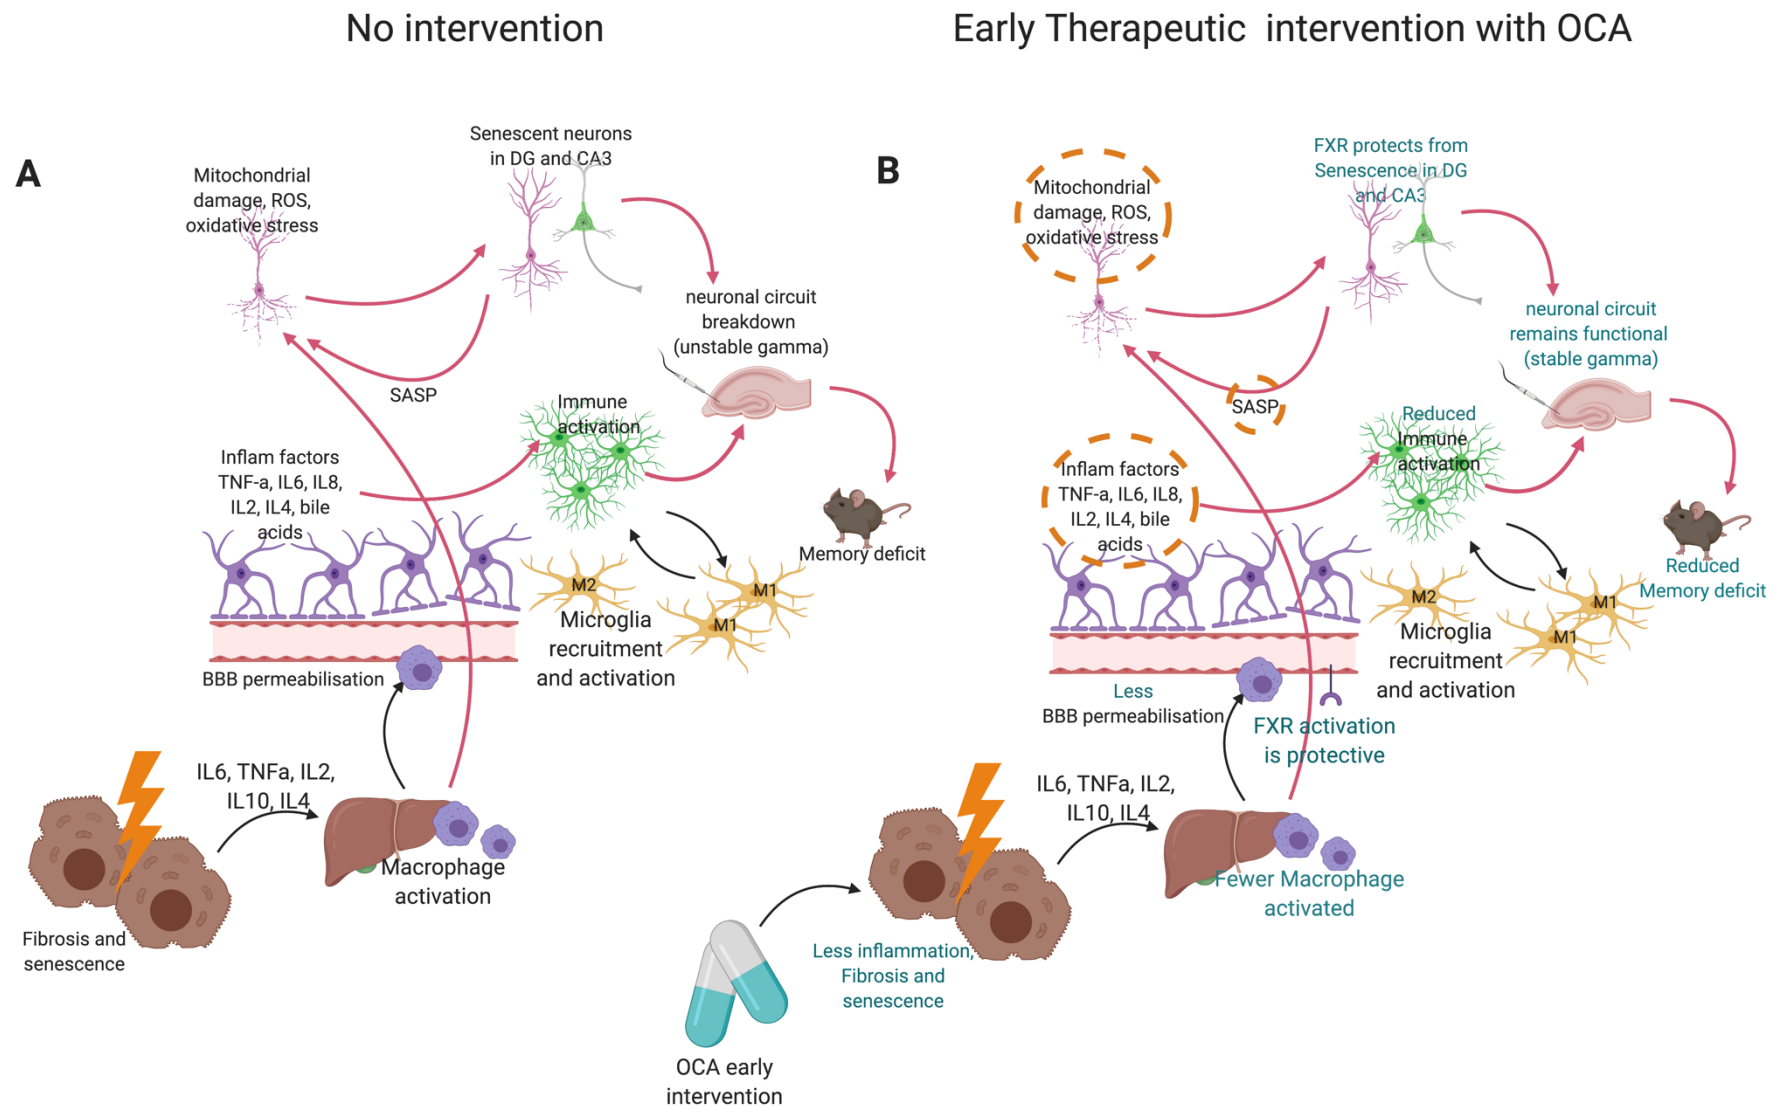 No intervention
Early Therapeutic intervention with OCA
A
Senescent neurons
in DG and CA3
Mitochondrial
damage, ROS,
oxidative stress
neuronal circuit
breakdown
(unstable gamma)
SASP
Immune
activation
Inflam factors
TNF-a, IL6, IL8,
IL2, IL4, bile
acids
Memory deficit
M2
M1
M1
Microglia
recruitment
and activation
BBB permeabilisation
IL6, TNFa, IL2,
IL10, IL4
Macrophage
activation
Fibrosis and
senescence
B
FXR protects from
Senescence in DG
and CA3
Mitochondrial
damage, ROS,
oxidative stress
neuronal circuit
remains functional
(stable gamma)
SASP
Reduced
Immune
activation
Inflam factors
TNF-a, IL6, IL8,
IL2, IL4, bile
acids
Reduced
Memory deficit
M2
M1
M1
Microglia
recruitment
and activation
Less
BBB permeabilisation
FXR activation
is protective
IL6, TNFa, IL2,
IL10, IL4
Fewer Macrophage
activated
Less inflammation,
Fibrosis and
senescence
OCA early
intervention